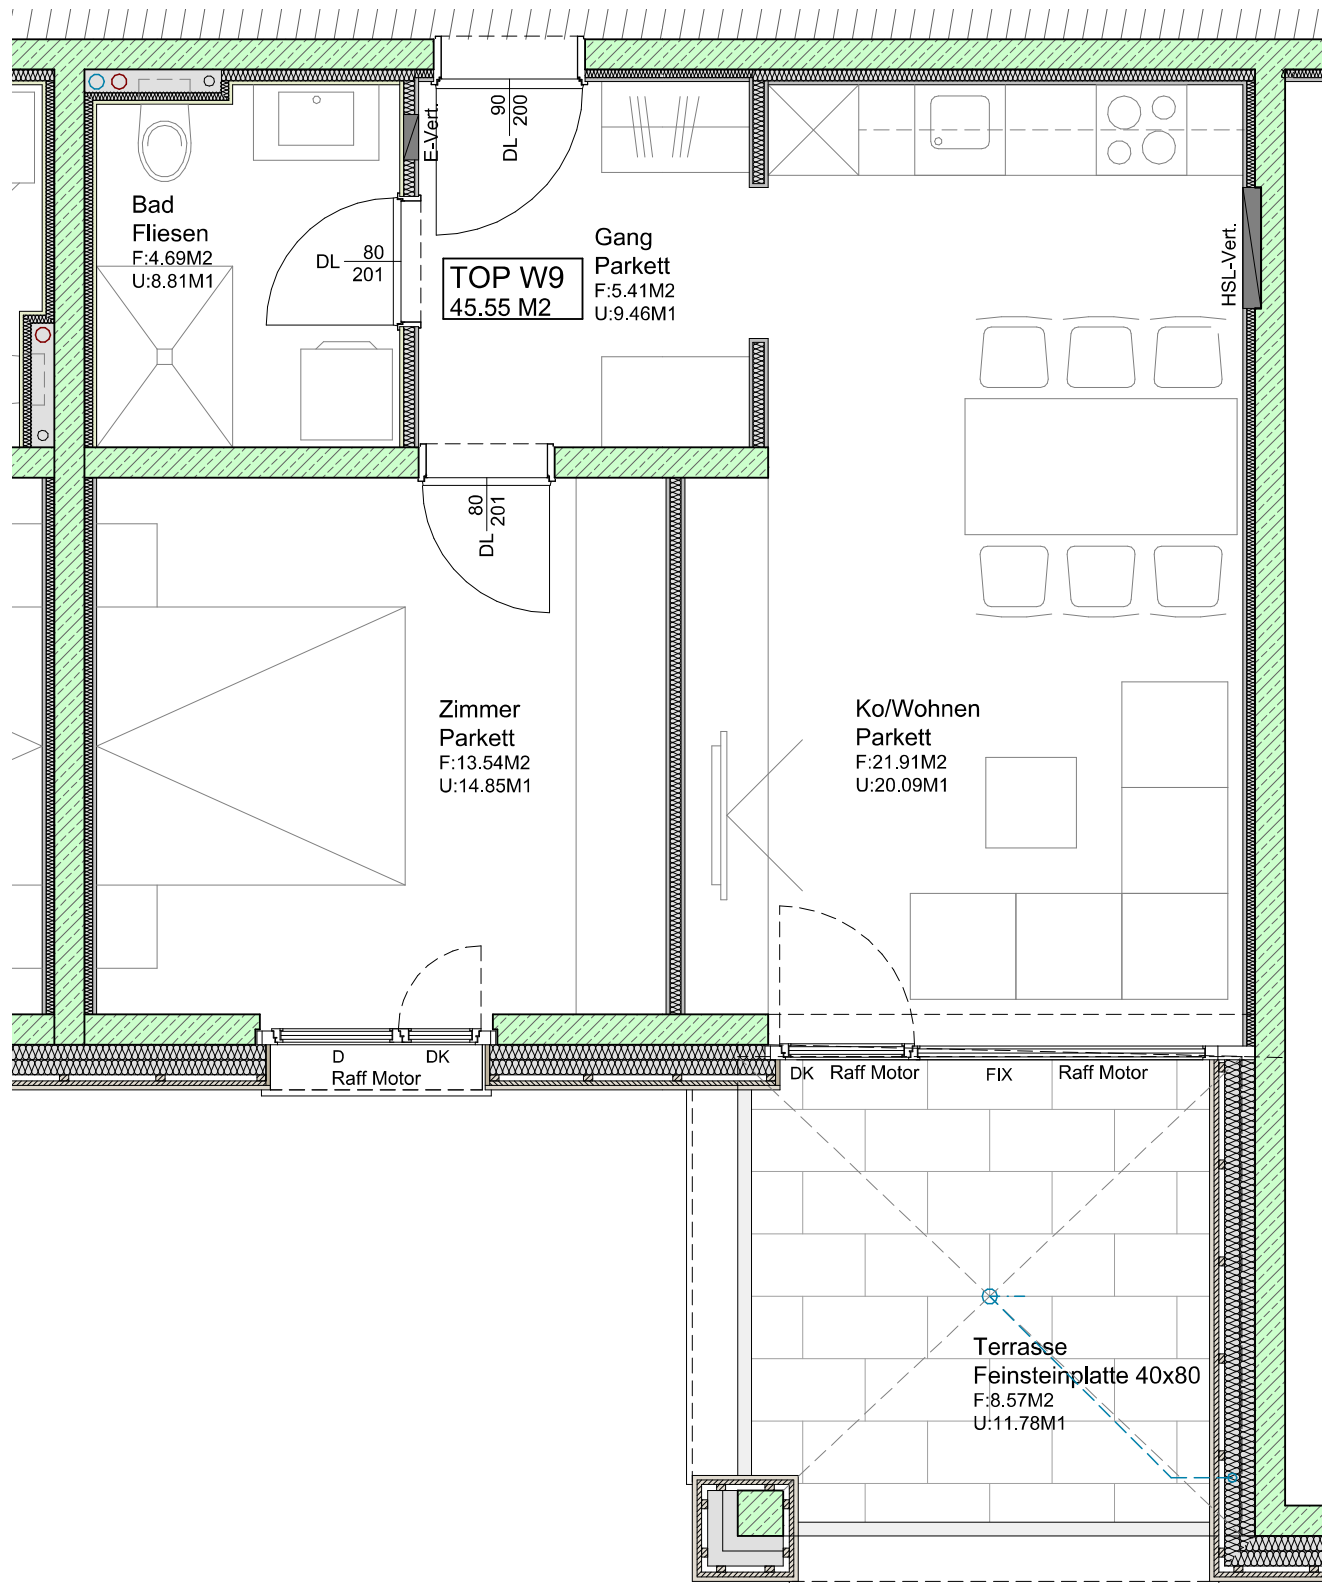 E-Vert.
90
DL
200
Bad
Fliesen
F:4.69M2
U:8.81M1
80
DL
201
TOP W9
45.55 M2
Gang
Parkett
F:5.41M2
U:9.46M1
HSL-Vert.
80
DL
201
Zimmer
Parkett
F:13.54M2
U:14.85M1
Ko/Wohnen
Parkett
F:21.91M2
U:20.09M1
D
DK
Raff Motor
DK
Raff Motor
FIX
Raff Motor
Terrasse
Feinsteinplatte 40x80
F:8.57M2
U:11.78M1